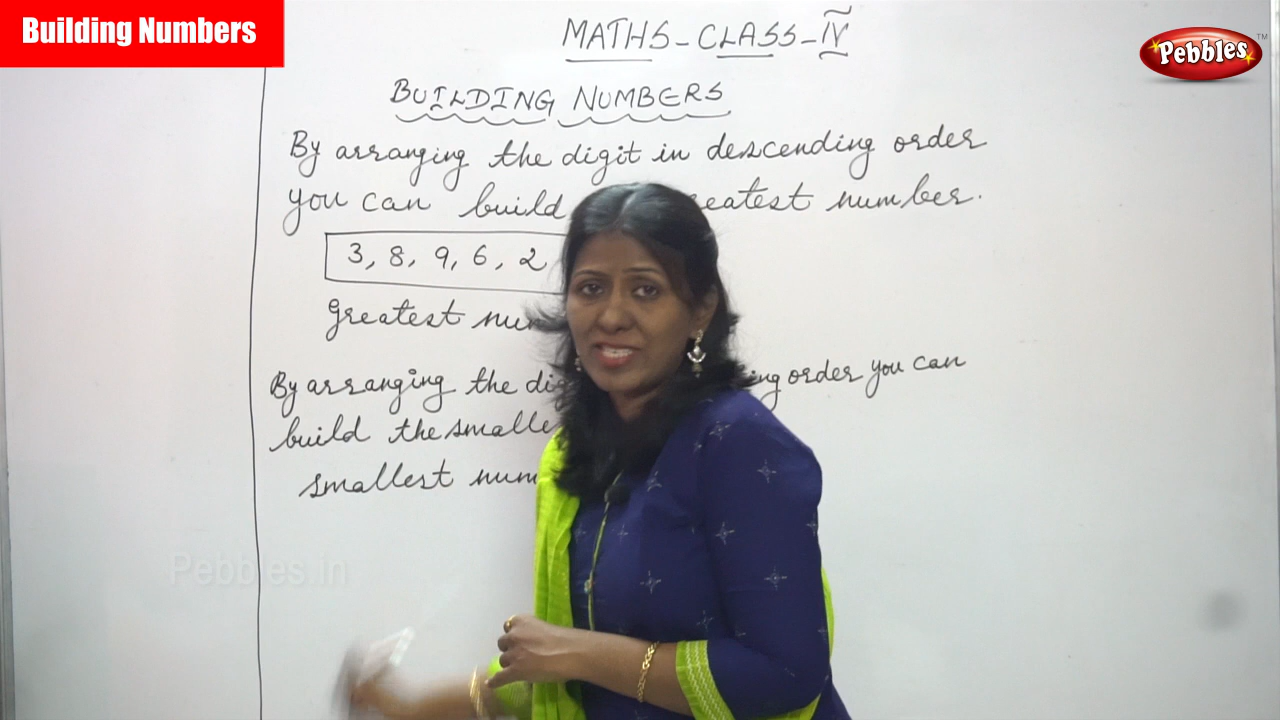 Building Numbers
MATHS - CLASS - IV
Pebbles TM
BUILDING NUMBERS
By arranging the digit in descending order
you can build number.
3, 8, 9, 6, 2
Greatest
By arranging the order you can
build the
smallest
Pebbles.in